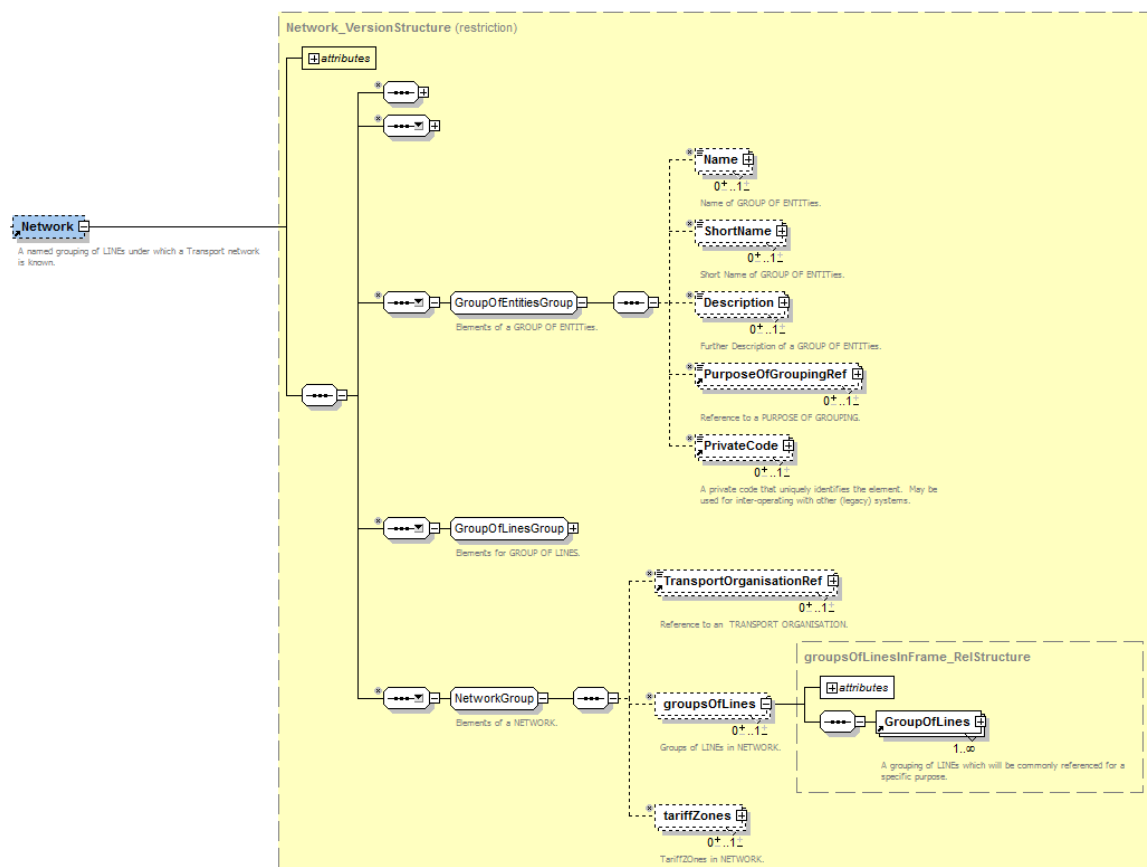 Network_VersionStructure (restriction)
attributes
Name
0+..1±
Name of GROUP OF ENTITies.
Network
A named grouping of LINEs under which a Transport network
is known.
ShortName
0+..1±
Short Name of GROUP OF ENTITies.
GroupOfEntitiesGroup
Elements of a GROUP OF ENTITies.
Description
0+..1±
Further Description of a GROUP OF ENTITies.
PurposeOfGroupingRef
0+..1±
Reference to a PURPOSE OF GROUPING.
PrivateCode
0+..1±
A private code that uniquely identifies the element. May be
used for inter-operating with other (legacy) systems.
GroupOfLinesGroup
Elements for GROUP OF LINES.
TransportOrganisationRef
0+..1±
Reference to an TRANSPORT ORGANISATION.
groupsOfLinesInFrame_RelStructure
attributes
NetworkGroup
Elements of a NETWORK.
groupsOfLines
0+..1±
Groups of LINEs in NETWORK.
GroupOfLines
1..∞
A grouping of LINEs which will be commonly referenced for a
specific purpose.
tariffZones
0+..1±
TariffZOnes in NETWORK.